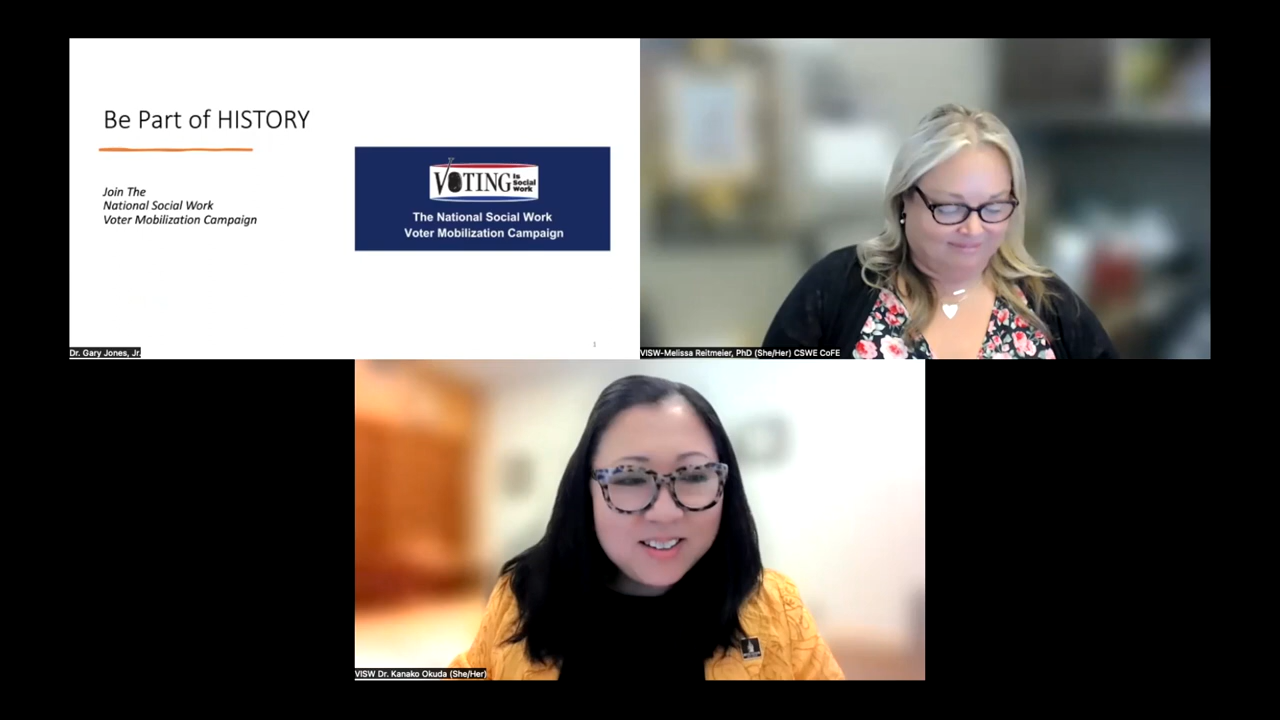 Be Part of HISTORY
Join The
National Social Work
Voter Mobilization Campaign
VOTING is Social Work
The National Social Work
Voter Mobilization Campaign
1
Dr. Gary Jones, Jr.
VISW-Melissa Reitmeier, PhD (She/Her) CSWE CoFE
VISW Dr. Kanako Okuda (She/Her)